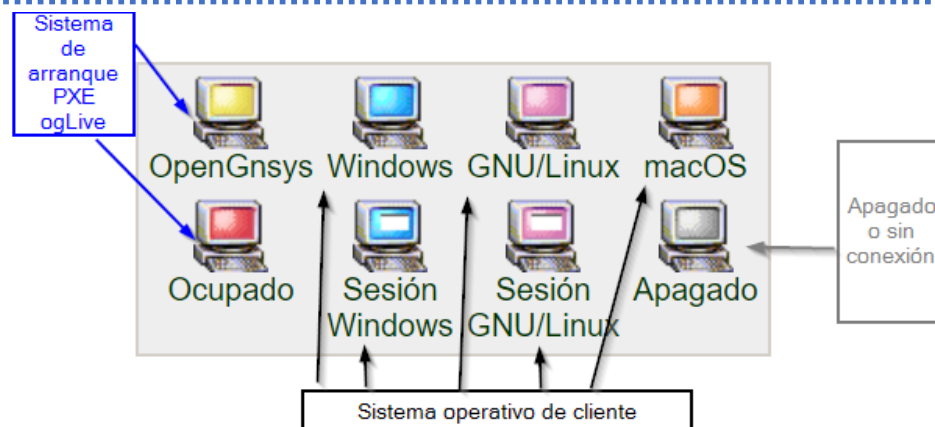 Sistema
de
arranque
PXE
ogLive
OpenGnsys Windows GNU/Linux macOS
Apagado
o sin
conexión
Ocupado Sesión Sesión Apagado
Windows GNU/Linux
Sistema operativo de cliente